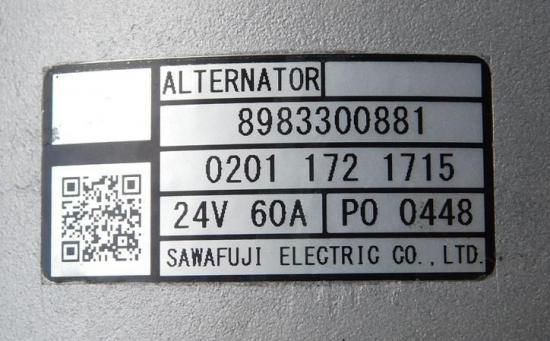 ALTERNATOR
8983300881
0201 172 1715
24V 60A PO 0448
SAWAFUJI ELECTRIC CO.,LTD.